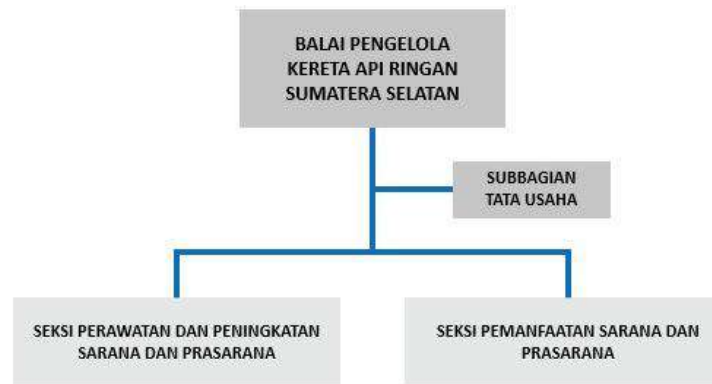 BALAI PENGELOLA
KERETA API RINGAN
SUMATERA SELATAN
SUBBAGIAN
TATA USAHA
SEKSI PERAWATAN DAN PENINGKATAN
SARANA DAN PRASARANA
SEKSI PEMANFAATAN SARANA DAN
PRASARANA